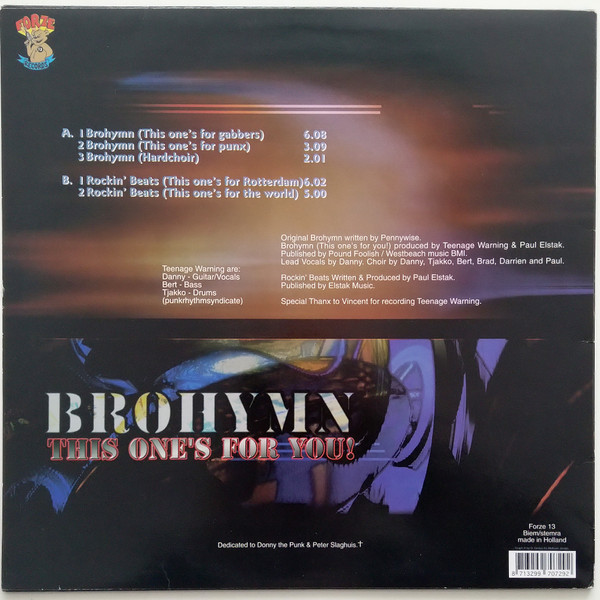 FORZE
RECORDS
A. 1 Brohymn (This one's for gabbers) 6.08
2 Brohymn (This one's for punx) 3.09
3 Brohymn (Hardchoir) 2.01
B. 1 Rockin' Beats (This one's for Rotterdam) 6.02
2 Rockin' Beats (This one's for the world) 5.00
Original Brohymn written by Pennywise.
Brohymn (This one's for you!) produced by Teenage Warning & Paul Elstak.
Published by Pound Foolish / Westbeach music BMI.
Lead Vocals by Danny. Choir by Danny, Tjakko, Bert, Brad, Darrien and Paul.
Rockin' Beats Written & Produced by Paul Elstak.
Published by Elstak Music.
Special Thanx to Vincent for recording Teenage Warning.
Teenage Warning are:
Danny - Guitar/Vocals
Bert - Bass
Tjakko - Drums
(punkrhythmsyndicate)
BROHYMN
THIS ONE'S FOR YOU!
Dedicated to Donny the Punk & Peter Slaghuis.†
Forze 13
Biem/stemra
made in Holland
8 713299 707292